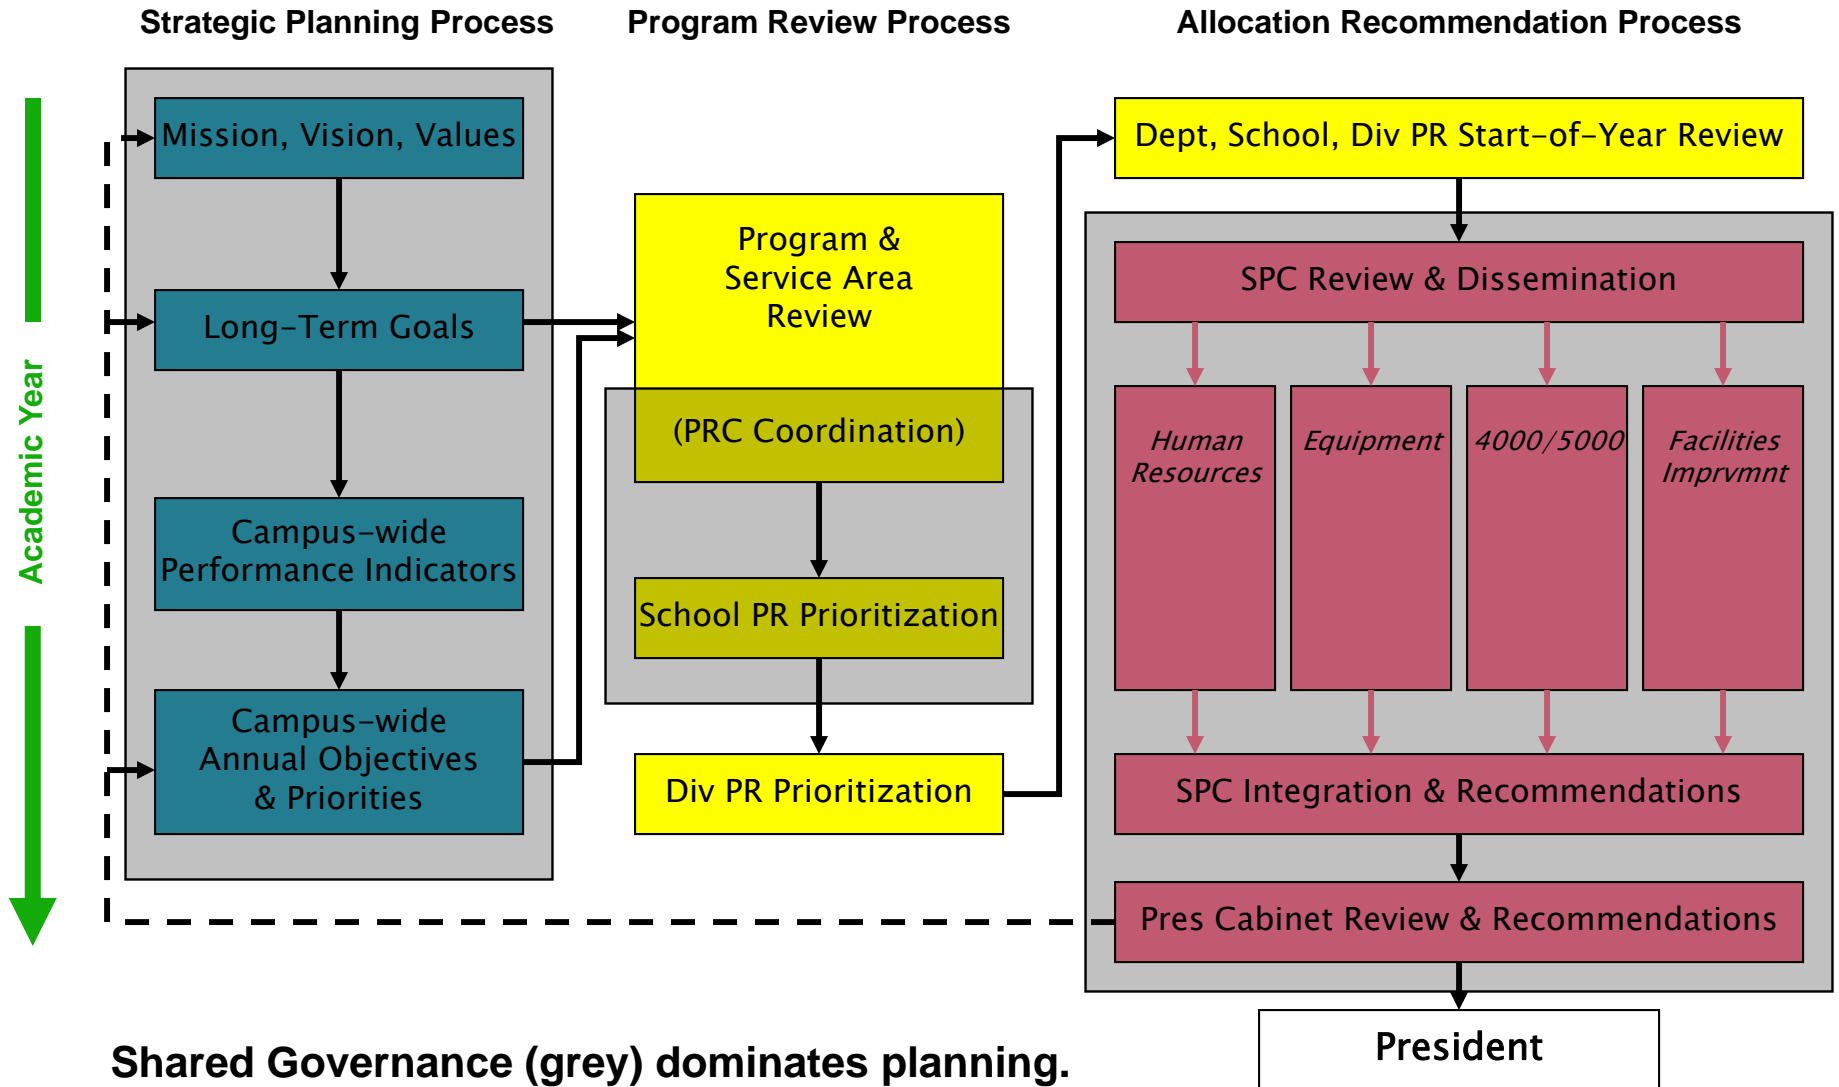 Strategic Planning Process
Program Review Process
Allocation Recommendation Process
Academic Year
Mission, Vision, Values
Long-Term Goals
Campus-wide
Performance Indicators
Campus-wide
Annual Objectives
& Priorities
Program &
Service Area
Review
(PRC Coordination)
School PR Prioritization
Div PR Prioritization
Dept, School, Div PR Start-of-Year Review
SPC Review & Dissemination
Human
Resources
Equipment
4000/5000
Facilities
Imprvmnt
SPC Integration & Recommendations
Pres Cabinet Review & Recommendations
President
Shared Governance (grey) dominates planning.